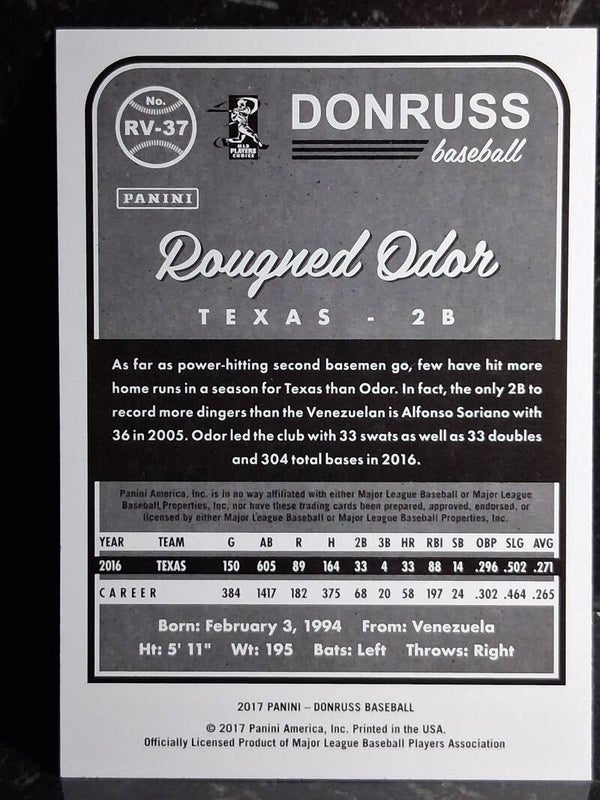 No.
RV-37
MLB
PLAYERS
CHOICE
DONRUSS
baseball
PANINI
Rougned Odor
TEXAS - 2B
As far as power-hitting second basemen go, few have hit more
home runs in a season for Texas than Odor. In fact, the only 2B to
record more dingers than the Venezuelan is Alfonso Soriano with
36 in 2005. Odor led the club with 33 swats as well as 33 doubles
and 304 total bases in 2016.
Panini America, Inc. is in no way affiliated with either Major League Baseball or Major League
Baseball Properties, Inc. nor have these trading cards been prepared, approved, endorsed, or
licensed by either Major League Baseball or Major League Baseball Properties, Inc.
YEAR TEAM G AB R H 2B 3B HR RBI SB OBP SLG AVG
2016 TEXAS 150 605 89 164 33 4 33 88 14 .296 .502 .271
CAREER 384 1417 182 375 68 20 58 197 24 .302 .464 .265
Born: February 3, 1994 From: Venezuela
Ht: 5' 11" Wt: 195 Bats: Left Throws: Right
2017 PANINI – DONRUSS BASEBALL
© 2017 Panini America, Inc. Printed in the USA.
Officially Licensed Product of Major League Baseball Players Association